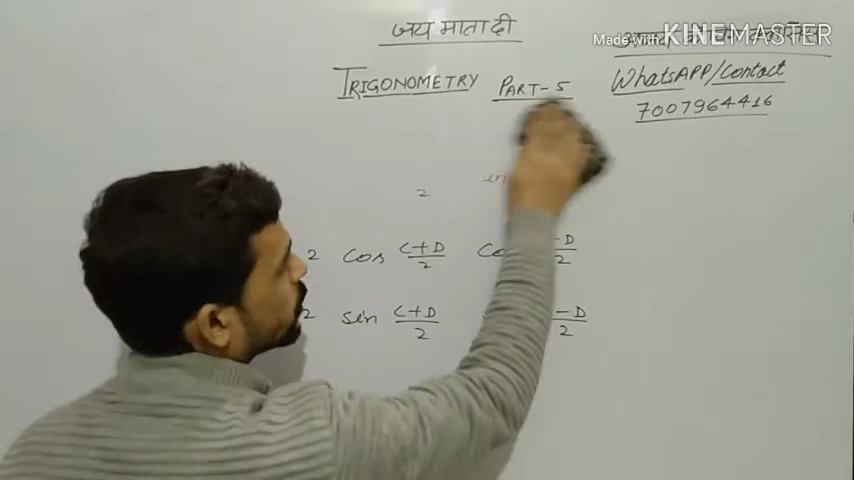 जय माता दी
Made with KINEMASTER
TRIGONOMETRY PART-5
WhatsAPP/Contact
7007964416
2
2 Cos C+D/2 Co -D/2
2 sin C+D/2 -D/2